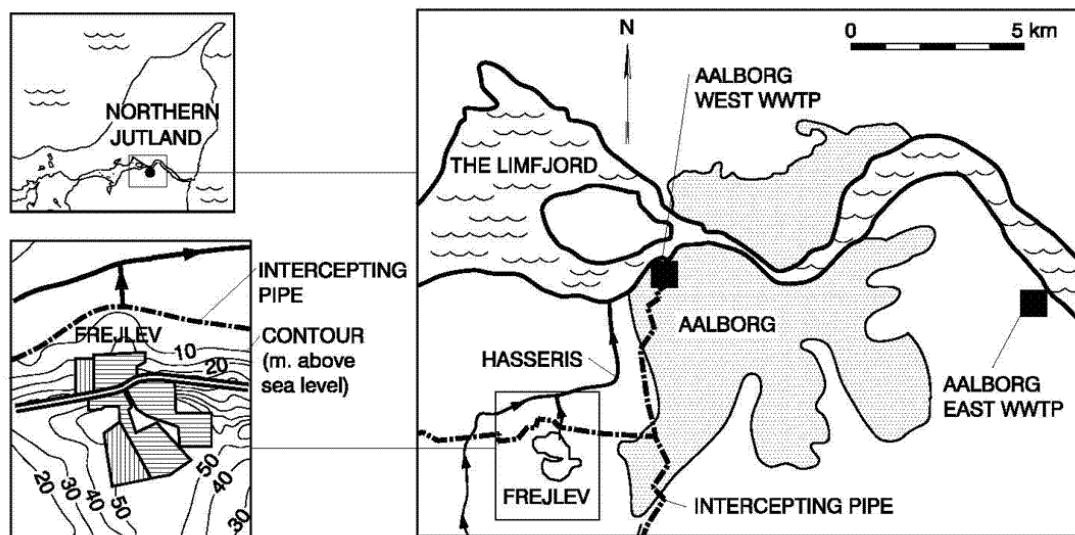 NORTHERN
JUTLAND
INTERCEPTING
PIPE
FREJLEV
CONTOUR
(m. above
sea level)
10
20
20
30
40
50
50
40
30
N
0
5 km
AALBORG
WEST WWTP
THE LIMFJORD
AALBORG
HASSERIS
AALBORG
EAST WWTP
FREJLEV
INTERCEPTING PIPE